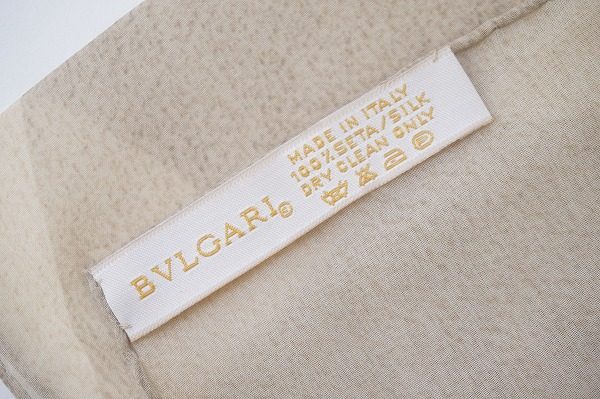 BVLGARI©
MADE IN ITALY
100% SETA/SILK
DRY CLEAN ONLY
P